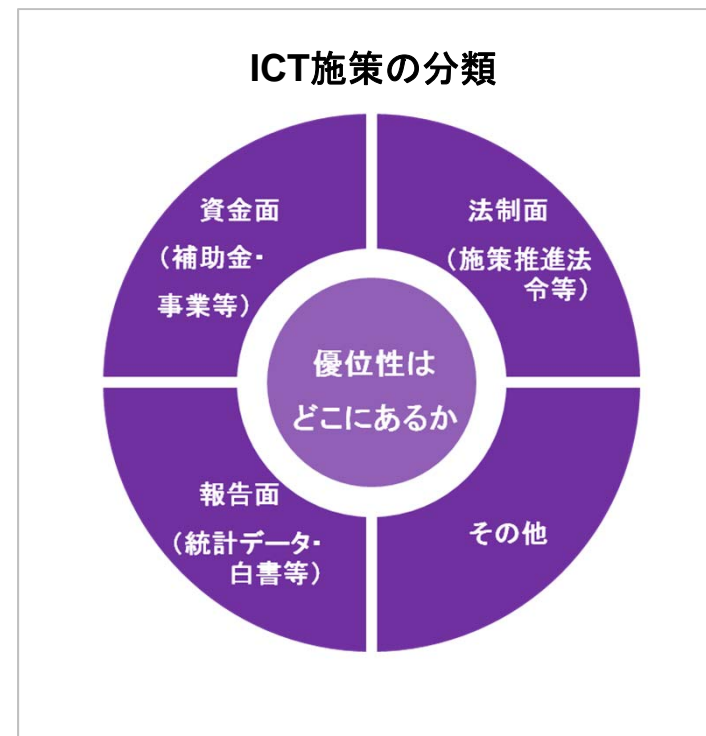 ICT施策の分類
資金面
（補助金・
事業等）
法制面
（施策推進法
令等）
優位性は
どこにあるか
報告面
（統計データ・
白書等）
その他